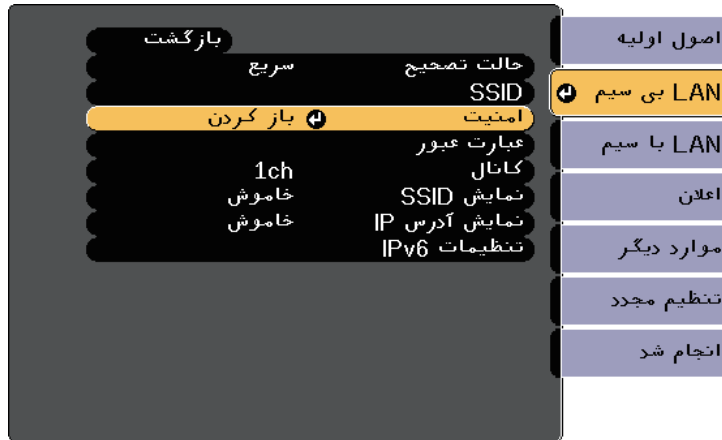 اصول اولیه
LAN بی سیم
LAN با سیم
اعلان
موارد دیگر
تنظیم مجدد
انجام شد
بازگشت
حالت تصحیح سریع
SSID
امنیت باز کردن
عبارت عبور
کانال 1ch
نمایش SSID خاموش
نمایش آدرس IP خاموش
تنظیمات IPv6